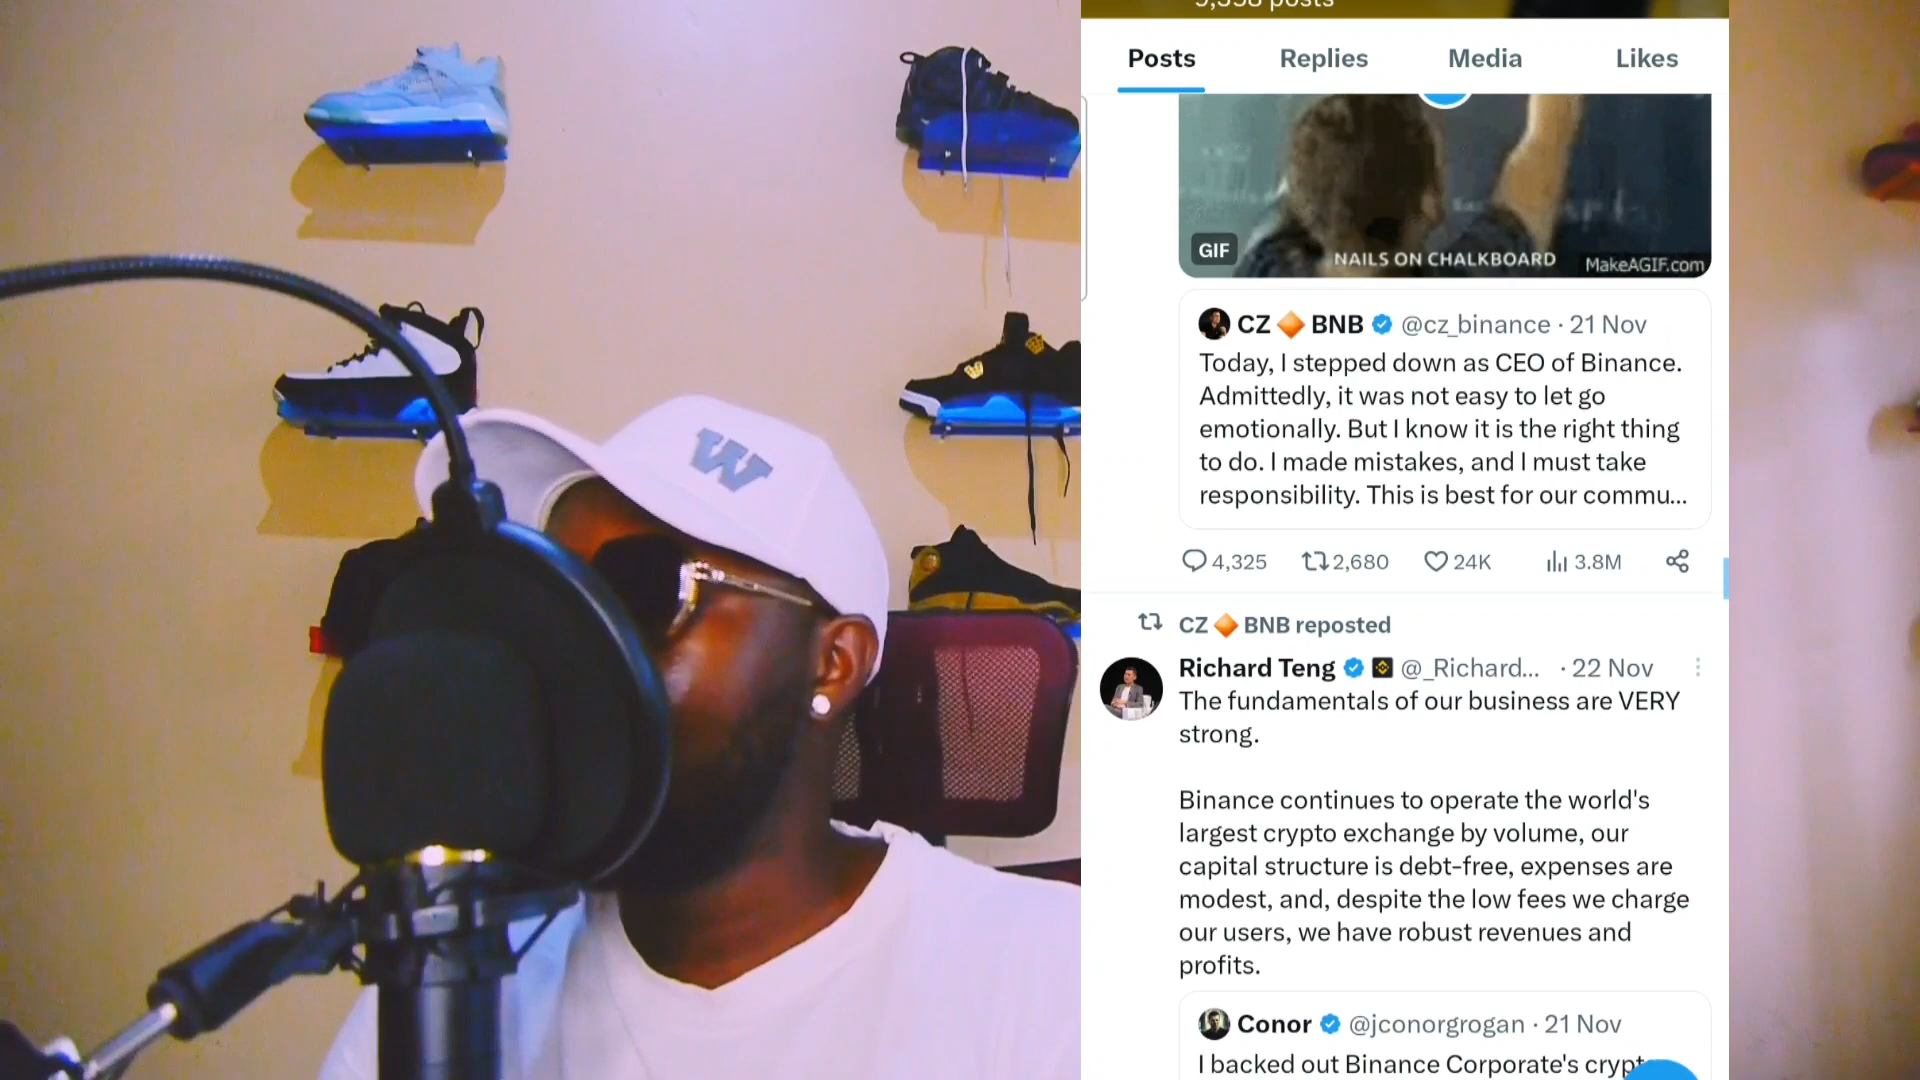 W
9,398 posts
Posts Replies Media Likes
GIF
NAILS ON CHALKBOARD
MakeAGIF.com
CZ 🔶 BNB @cz_binance · 21 Nov
Today, I stepped down as CEO of Binance.
Admittedly, it was not easy to let go
emotionally. But I know it is the right thing
to do. I made mistakes, and I must take
responsibility. This is best for our commu...
4,325 2,680 24K 3.8M
CZ 🔶 BNB reposted
Richard Teng @_Richard... · 22 Nov
The fundamentals of our business are VERY
strong.
Binance continues to operate the world's
largest crypto exchange by volume, our
capital structure is debt-free, expenses are
modest, and, despite the low fees we charge
our users, we have robust revenues and
profits.
Conor @jconorgrogan · 21 Nov
I backed out Binance Corporate's crypt